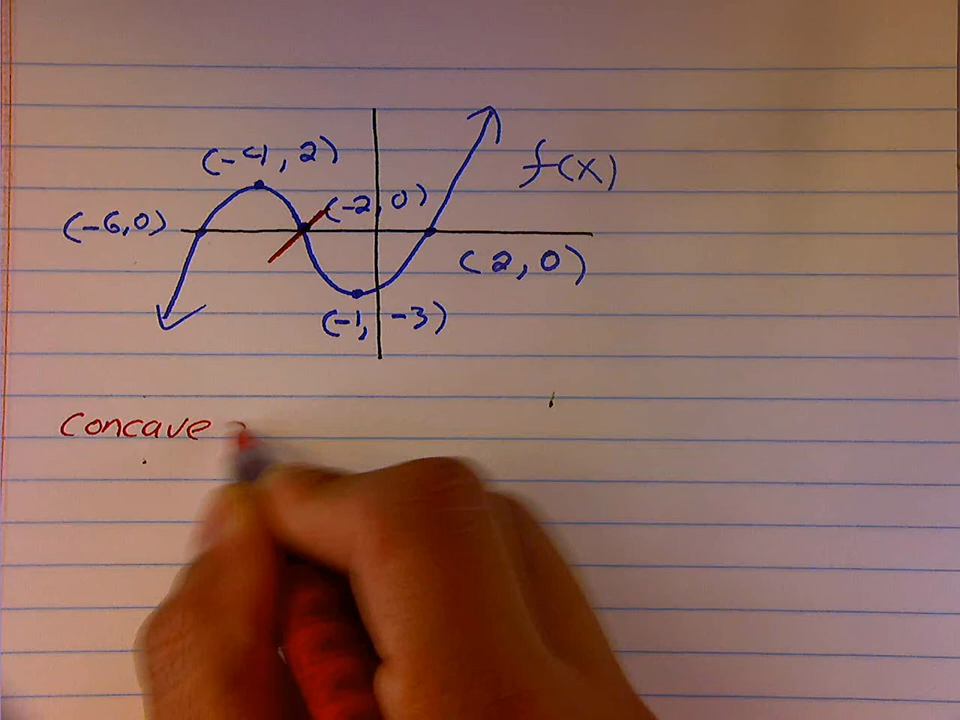 (-4, 2)
f(x)
(-6,0)
(-2, 0)
(2, 0)
(-1, -3)
Concave